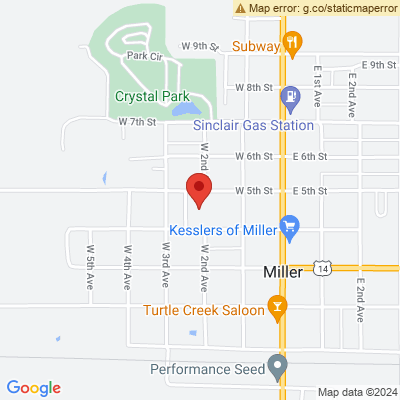 Map error: g.co/staticmaperror
W 9th St
Subway
Park Cir
E 9th St
E 1st Ave
E 2nd Ave
W 8th St
Crystal Park
W 7th St
Sinclair Gas Station
W 2nd
W 6th St
E 6th St
W 5th St
E 5th St
Kesslers of Miller
W 5th Ave
W 4th Ave
W 3rd Ave
W 2nd Ave
Miller
14
E 2nd Ave
Turtle Creek Saloon
Performance Seed
Google
Map data ©2024